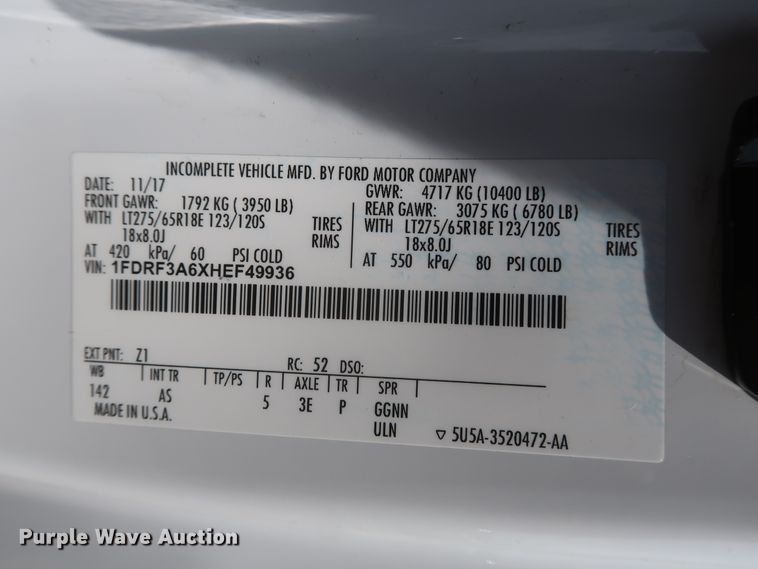 INCOMPLETE VEHICLE MFD. BY FORD MOTOR COMPANY
DATE: 11/17 GVWR: 4717 KG (10400 LB)
FRONT GAWR: 1792 KG ( 3950 LB) REAR GAWR: 3075 KG ( 6780 LB)
WITH LT275/65R18E 123/120S TIRES WITH LT275/65R18E 123/120S TIRES
18x8.0J RIMS 18x8.0J RIMS
AT 420 kPa/ 60 PSI COLD AT 550 kPa/ 80 PSI COLD
VIN: 1FDRF3A6XHEF49936
EXT PNT: Z1 RC: 52 DSO:
WB INT TR TP/PS R AXLE TR SPR
142 AS 5 3E P GGNN
MADE IN U.S.A. ULN ▽ 5U5A-3520472-AA
Purple Wave Auction